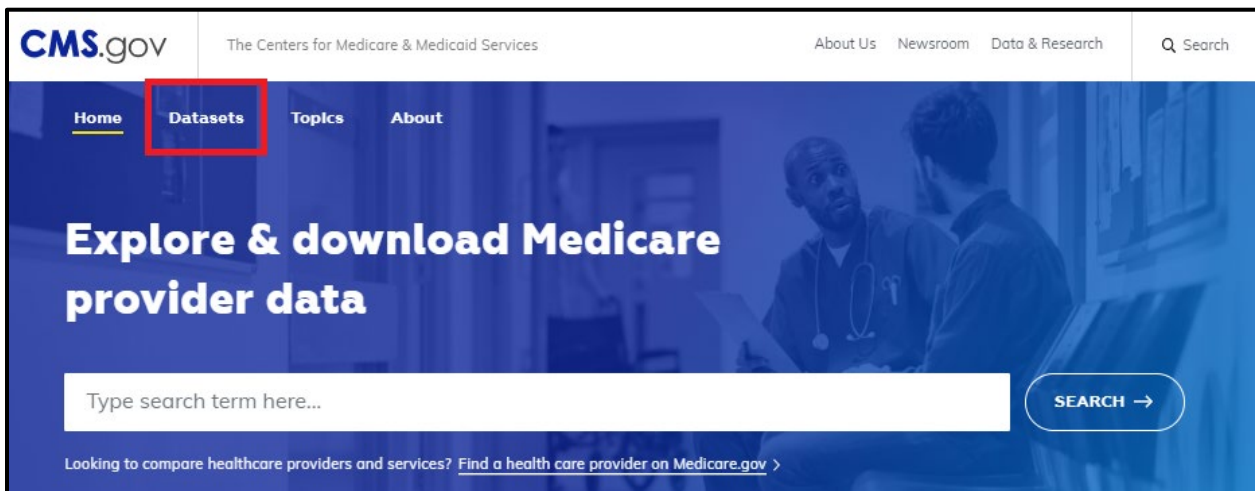 CMS.gov
The Centers for Medicare & Medicaid Services
About Us Newsroom Data & Research
Search
Home Datasets Topics About
Explore & download Medicare
provider data
Type search term here...
SEARCH →
Looking to compare healthcare providers and services? Find a health care provider on Medicare.gov >